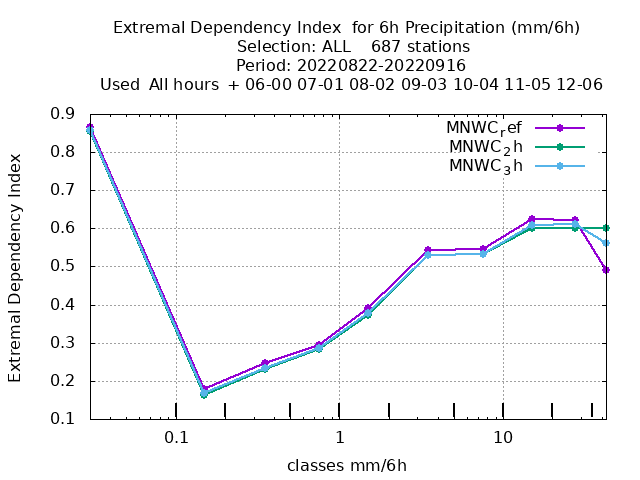 Extremal Dependency Index  for 6h Precipitation (mm/6h)
Selection: ALL    687 stations
Period: 20220822-20220916
Used  All hours  + 06-00 07-01 08-02 09-03 10-04 11-05 12-06
Extremal Dependency Index
0.9
0.8
0.7
0.6
0.5
0.4
0.3
0.2
0.1
MNWC_ref
MNWC_2h
MNWC_3h
0.1 1 10
classes mm/6h